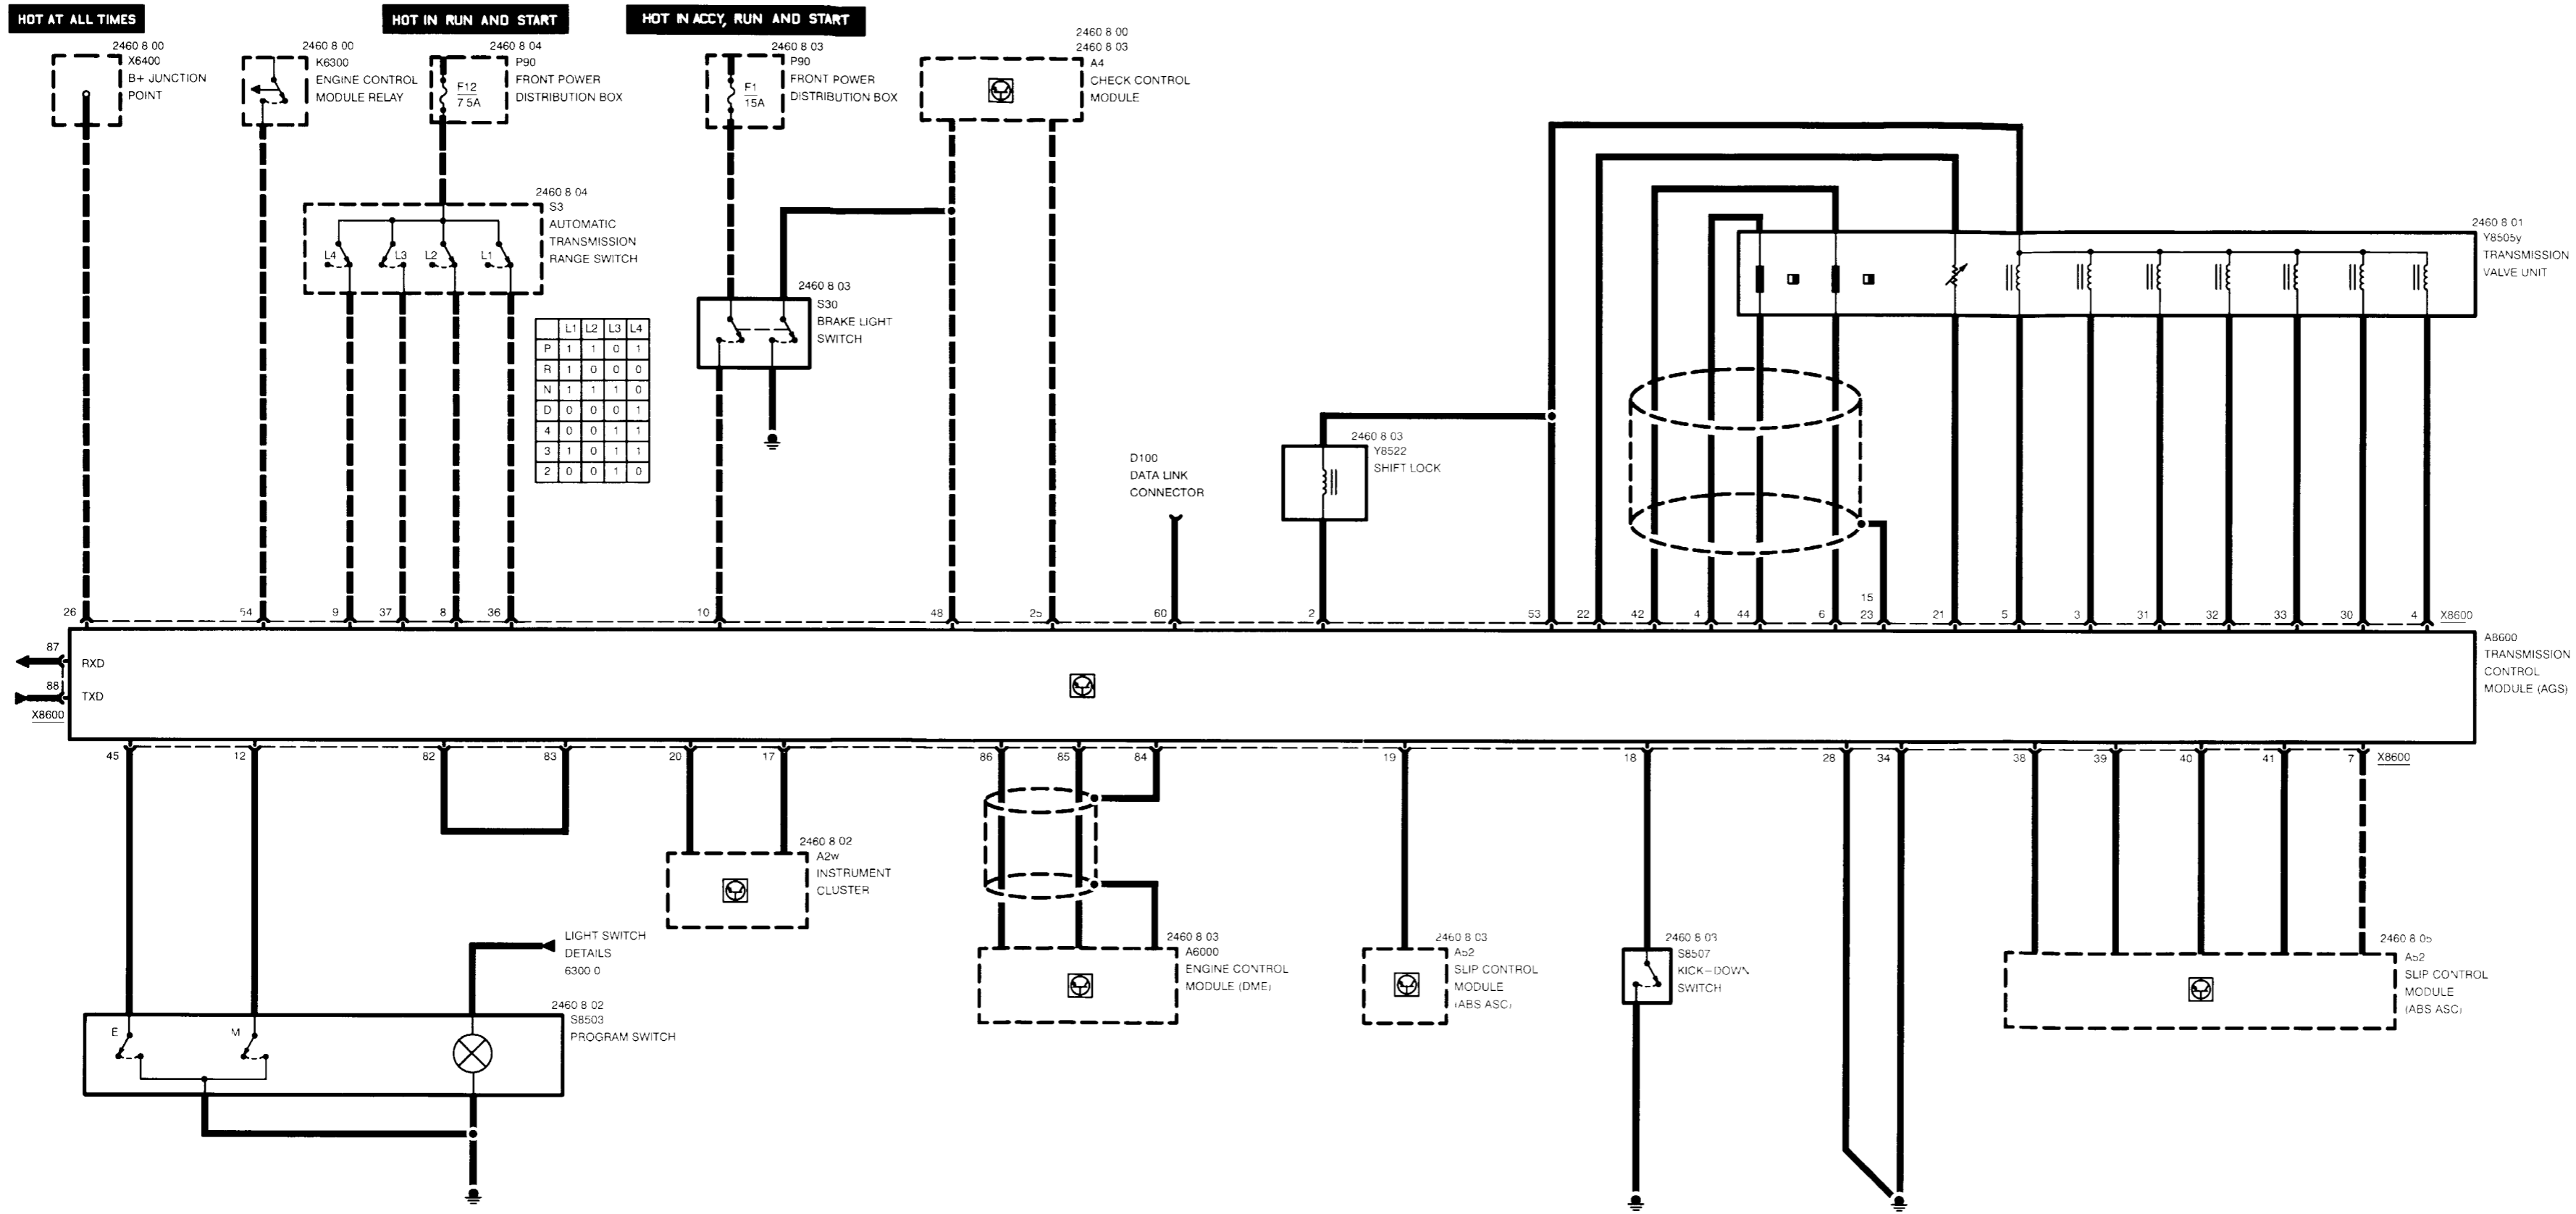 HOT AT ALL TIMES
HOT IN RUN AND START
HOT IN ACCY, RUN AND START
2460 8 00
X6400
B+ JUNCTION
POINT
2460 8 00
K6300
ENGINE CONTROL
MODULE RELAY
F12
7 5A
2460 8 04
P90
FRONT POWER
DISTRIBUTION BOX
F1
15A
2460 8 03
P90
FRONT POWER
DISTRIBUTION BOX
2460 8 00
2460 8 03
A4
CHECK CONTROL
MODULE
L4
L3
L2
L1
2460 8 04
S3
AUTOMATIC
TRANSMISSION
RANGE SWITCH
L1 L2 L3 L4
P 1 1 0 1
R 1 0 0 0
N 1 1 1 0
D 0 0 0 1
4 0 0 1 1
3 1 0 1 1
2 0 0 1 0
2460 8 03
S30
BRAKE LIGHT
SWITCH
2460 8 01
Y8505y
TRANSMISSION
VALVE UNIT
D100
DATA LINK
CONNECTOR
2460 8 03
Y8522
SHIFT LOCK
26 54 9 37 8 36 10 48 25 60 2 53 22 42 4 44 6 15
23 21 5 3 31 32 33 30 4 X8600
87
RXD
88
TXD
X8600
A8600
TRANSMISSION
CONTROL
MODULE (AGS)
45 12 82 83 20 17 86 85 84 19 18 28 34 38 39 40 41 7 X8600
2460 8 02
A2w
INSTRUMENT
CLUSTER
LIGHT SWITCH
DETAILS
6300 0
2460 8 02
S8503
PROGRAM SWITCH
E
M
2460 8 03
A6000
ENGINE CONTROL
MODULE (DME)
2460 8 03
A52
SLIP CONTROL
MODULE
(ABS ASC)
2460 8 03
S8507
KICK-DOWN
SWITCH
2460 8 05
A52
SLIP CONTROL
MODULE
(ABS ASC)